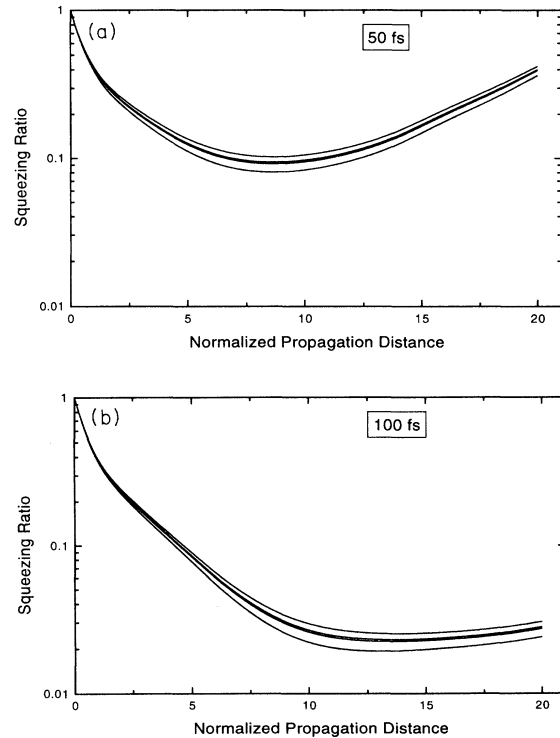 (a)
50 fs
1
0.1
0.01
Squeezing Ratio
0
5
10
15
20
Normalized Propagation Distance
(b)
100 fs
1
0.1
0.01
Squeezing Ratio
0
5
10
15
20
Normalized Propagation Distance